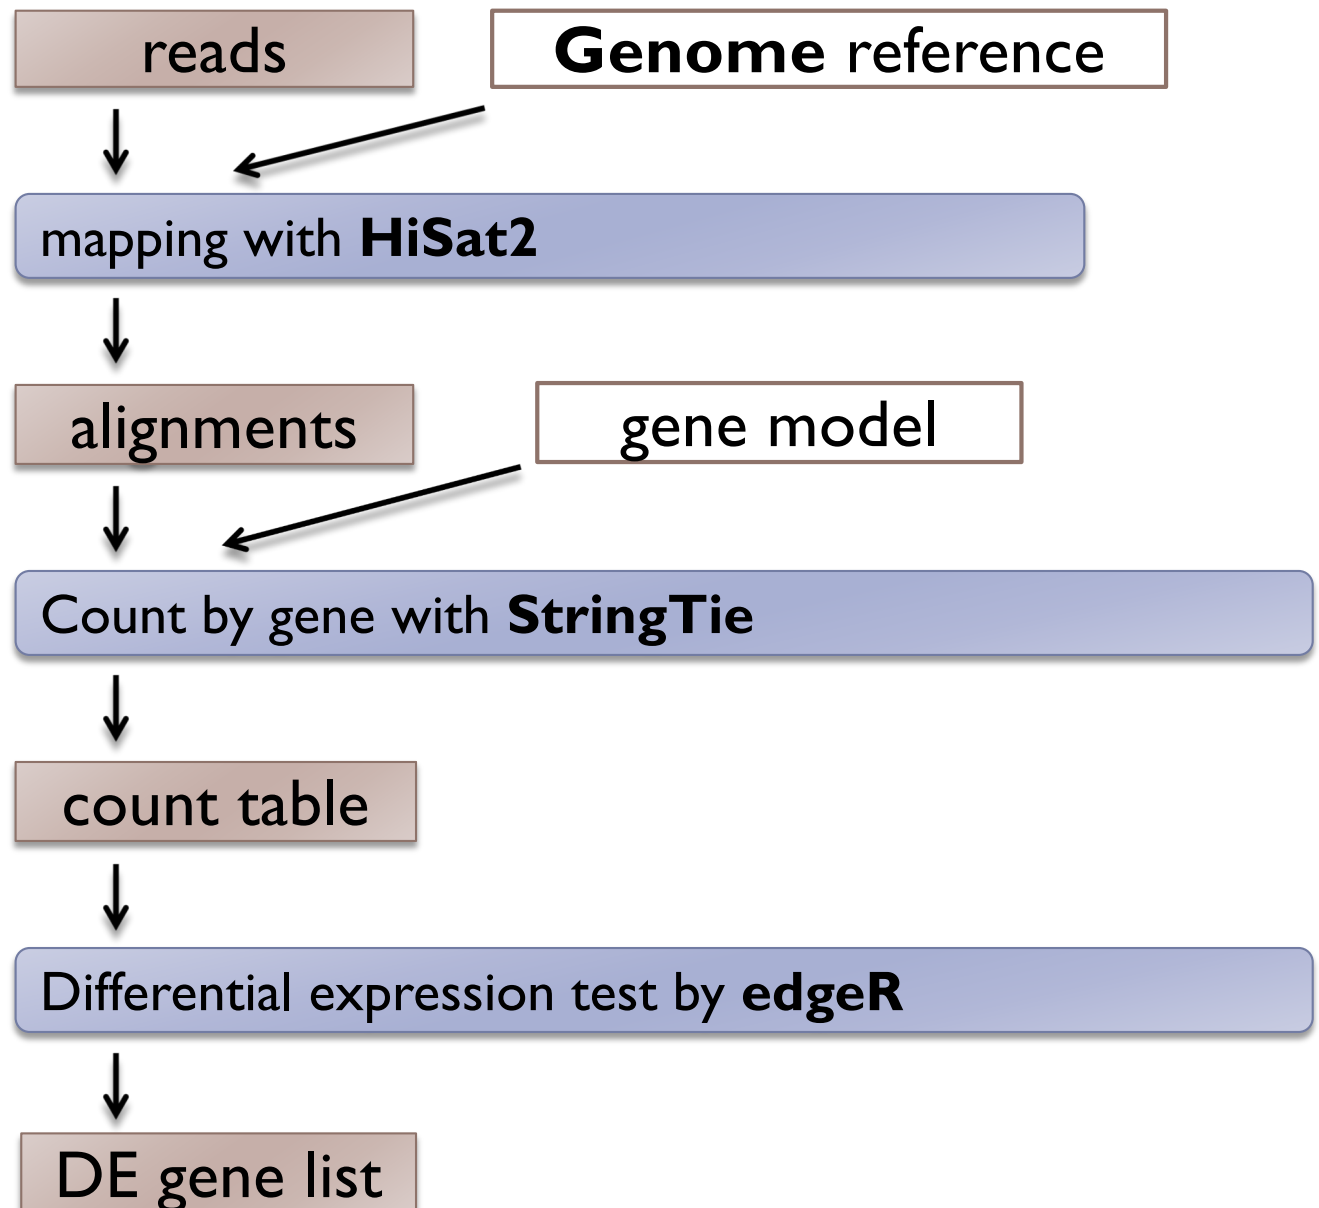 reads
Genome reference
mapping with HiSat2
alignments
gene model
Count by gene with StringTie
count table
Differential expression test by edgeR
DE gene list